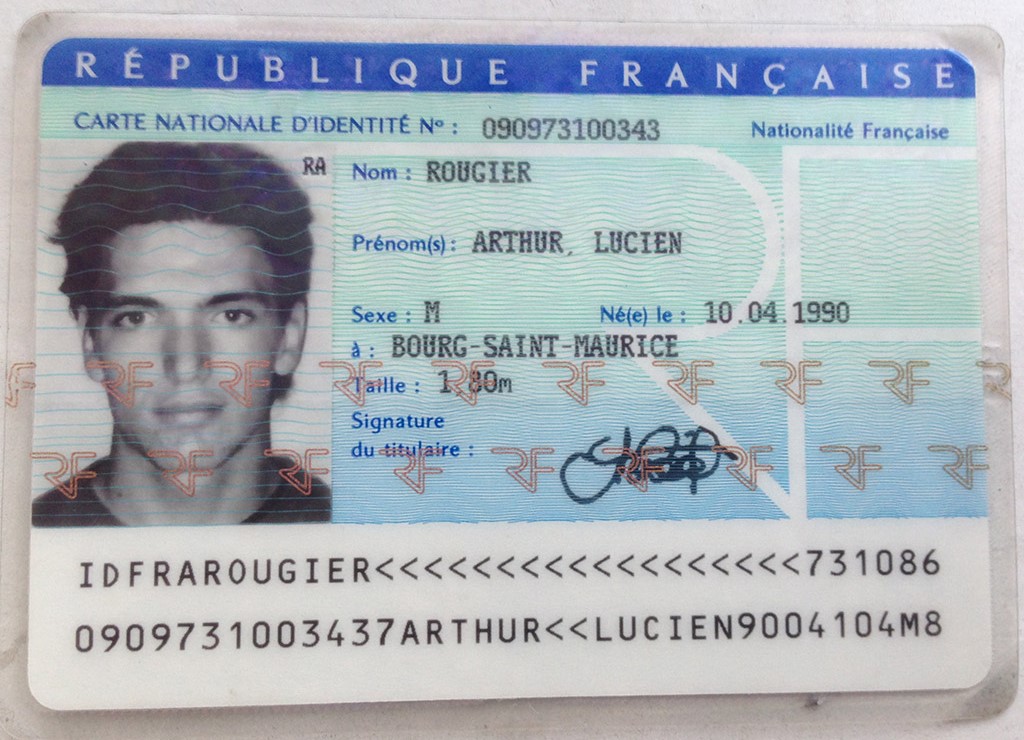 RÉPUBLIQUE FRANÇAISE
CARTE NATIONALE D'IDENTITÉ Nº : 090973100343 Nationalité Française
RA
Nom : ROUGIER
Prénom(s) : ARTHUR, LUCIEN
Sexe : M Né(e) le : 10.04.1990
à : BOURG-SAINT-MAURICE
Taille : 1,80m
Signature
du titulaire :
RF RF RF RF RF RF RF RF RF
RF RF RF RF RF RF RF RF RF
IDFRAROUGIER<<<<<<<<<<<<<<<<<<731086
0909731003437ARTHUR<<LUCIEN9004104M8